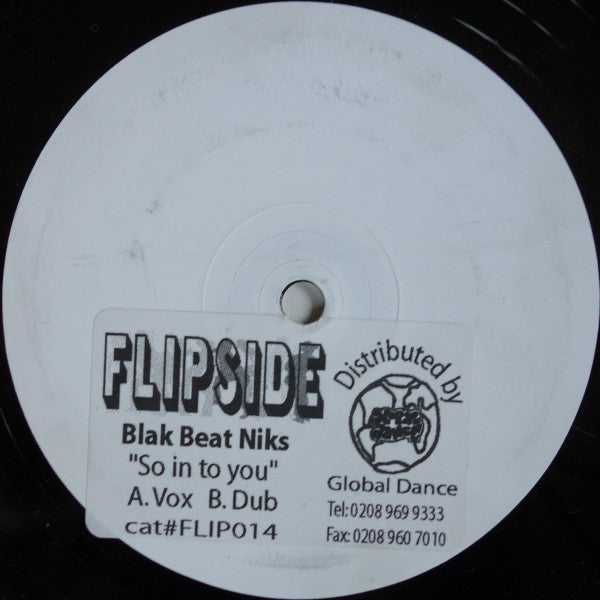 FLIPSIDE
Blak Beat Niks
"So in to you"
A.Vox B.Dub
cat#FLIP014
Distributed by
Global Dance
Tel:0208 969 9333
Fax: 0208 960 7010